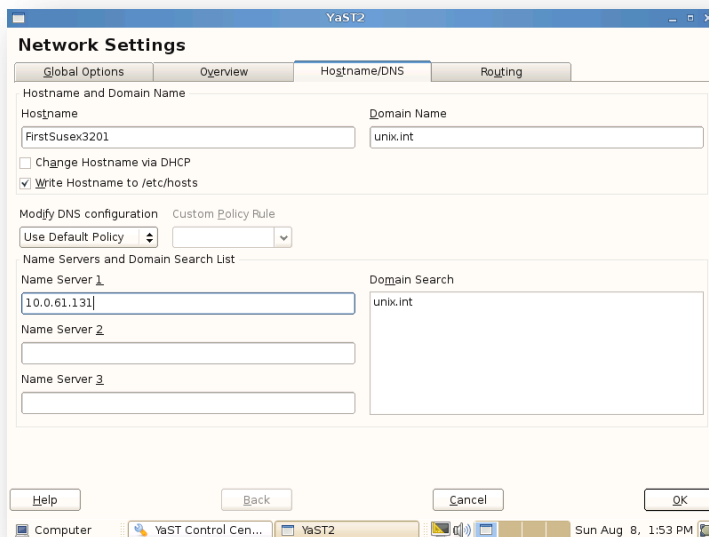 YaST2
Network Settings
Global Options Overview Hostname/DNS Routing
Hostname and Domain Name
Hostname Domain Name
FirstSusex3201 unix.int
Change Hostname via DHCP
Write Hostname to /etc/hosts
Modify DNS configuration Custom Policy Rule
Use Default Policy
Name Servers and Domain Search List
Name Server 1 Domain Search
10.0.61.131 unix.int
Name Server 2
Name Server 3
Help Back Cancel OK
Computer YaST Control Cen... YaST2 Sun Aug 8, 1:53 PM